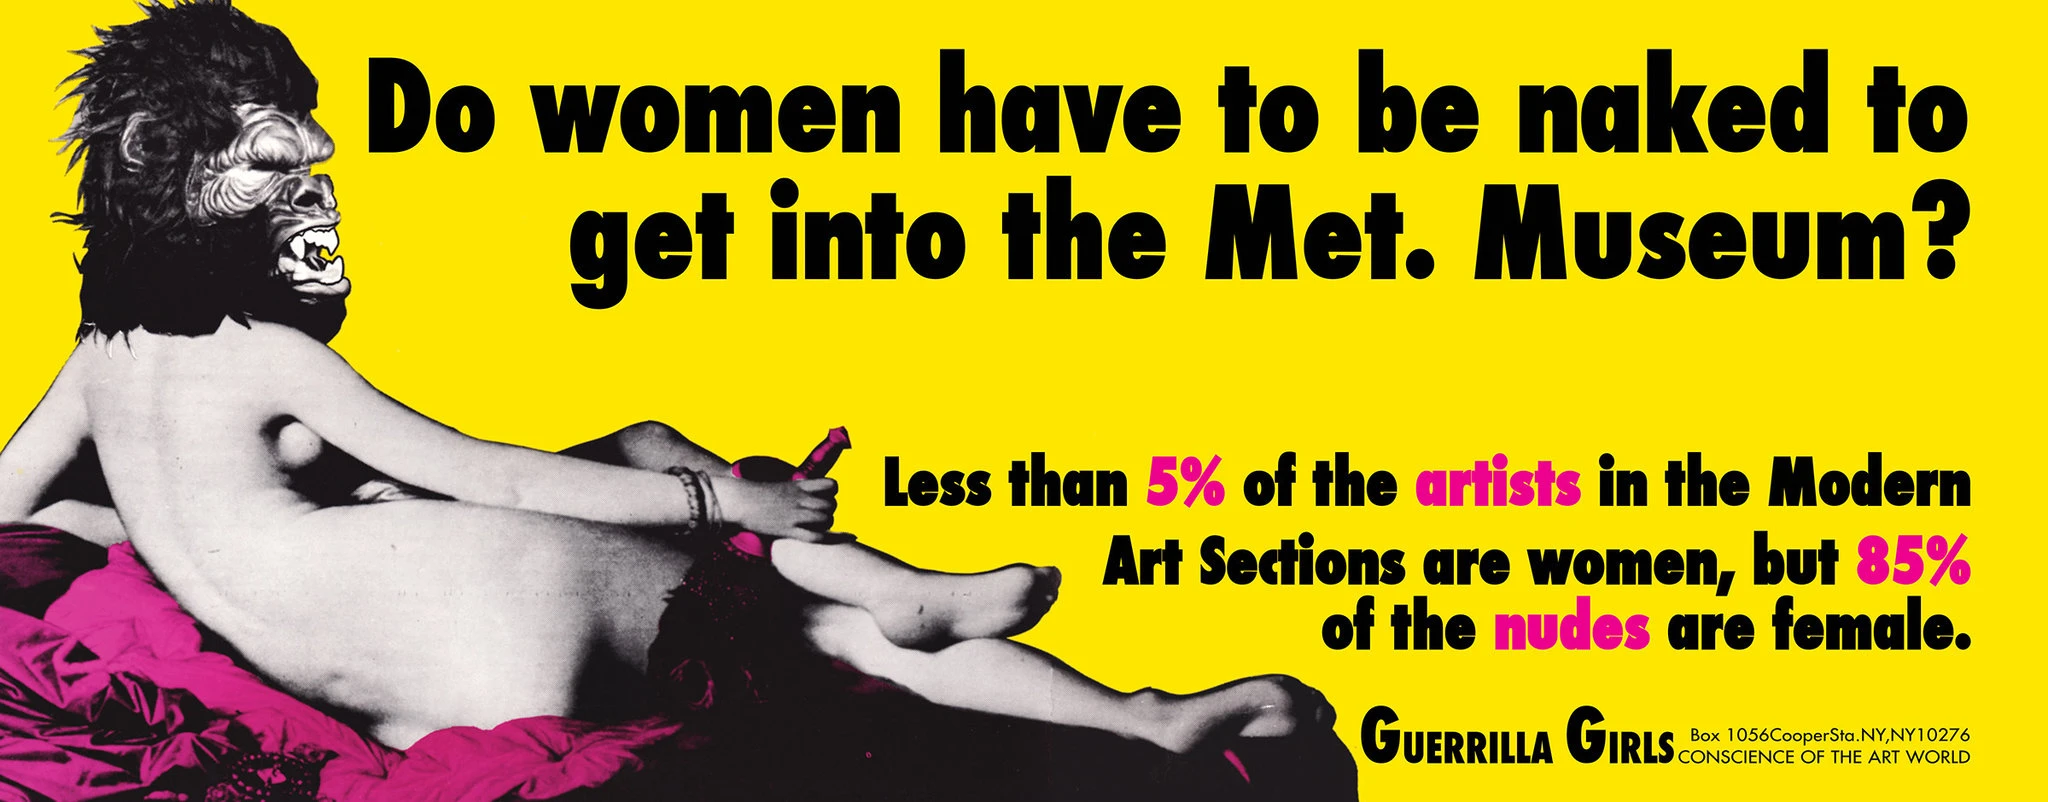 Do women have to be naked to
get into the Met. Museum?
Less than 5% of the artists in the Modern
Art Sections are women, but 85%
of the nudes are female.
Guerrilla Girls Box 1056CooperSta.NY,NY10276
CONSCIENCE OF THE ART WORLD